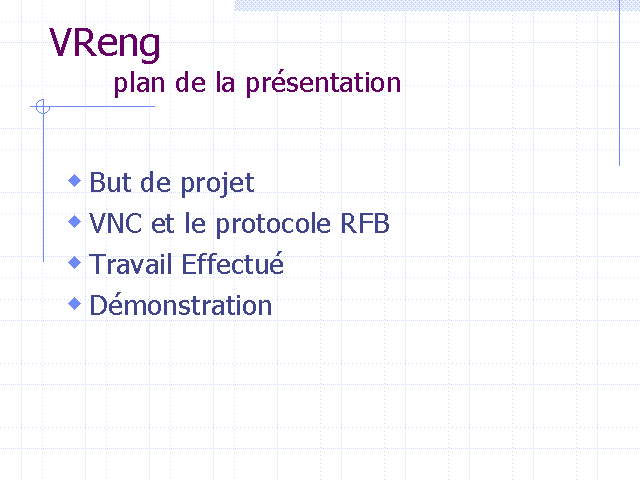 VReng
plan de la présentation
But de projet
VNC et le protocole RFB
Travail Effectué
Démonstration